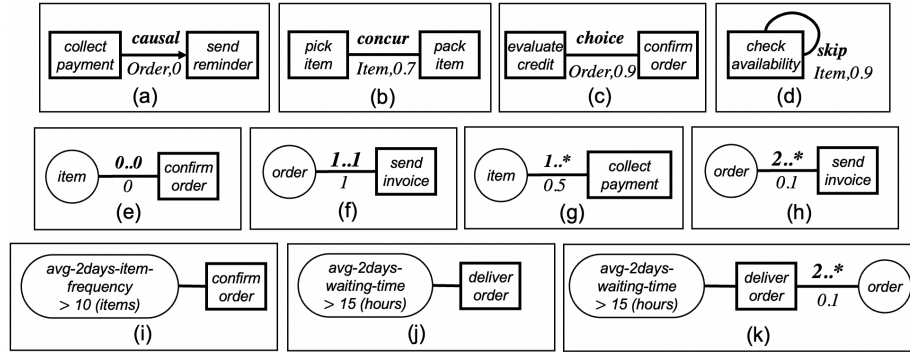 collect payment
causal
Order,0
send reminder
(a)
pick item
concur
Item,0.7
pack item
(b)
evaluate credit
choice
Order,0.9
confirm order
(c)
check availability
skip
Item,0.9
(d)
item
0..0
0
confirm order
(e)
order
1..1
1
send invoice
(f)
item
1..*
0.5
collect payment
(g)
order
2..*
0.1
send invoice
(h)
avg-2days-item-
frequency
> 10 (items)
confirm order
(i)
avg-2days-
waiting-time
> 15 (hours)
deliver order
(j)
avg-2days-
waiting-time
> 15 (hours)
deliver order
2..*
0.1
order
(k)